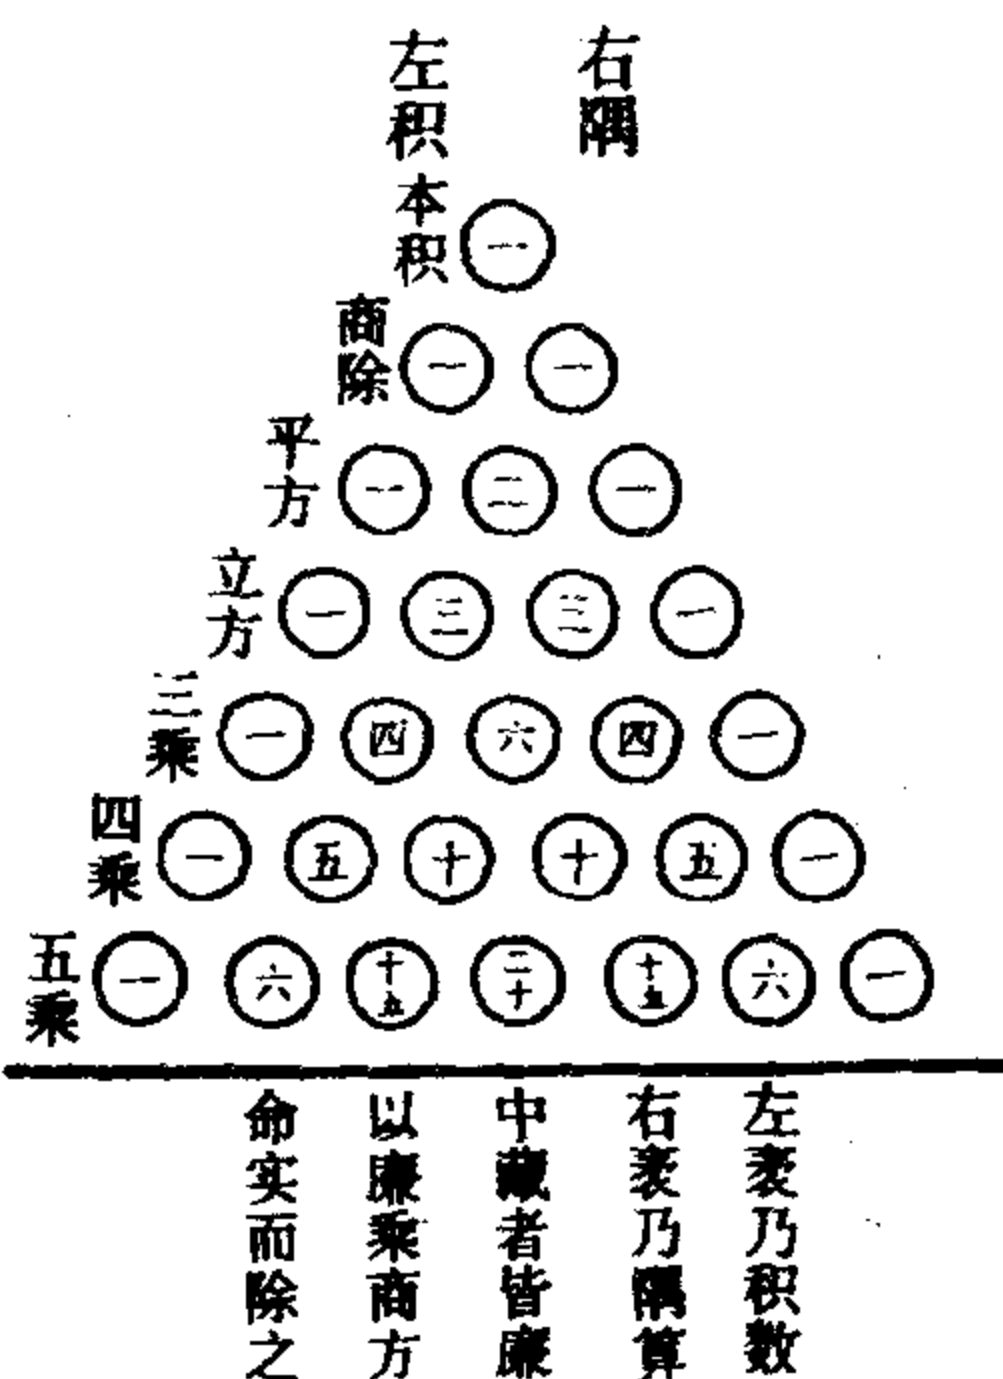 左积
右隅
本积 一
商除 一 一
平方 一 二 一
立方 一 三 三 一
三乘 一 四 六 四 一
四乘 一 五 十 十 五 一
五乘 一 六 十五 二十 十五 六 一
左袤乃积数
右袤乃隅算
中藏者皆廉
以廉乘商方
命实而除之